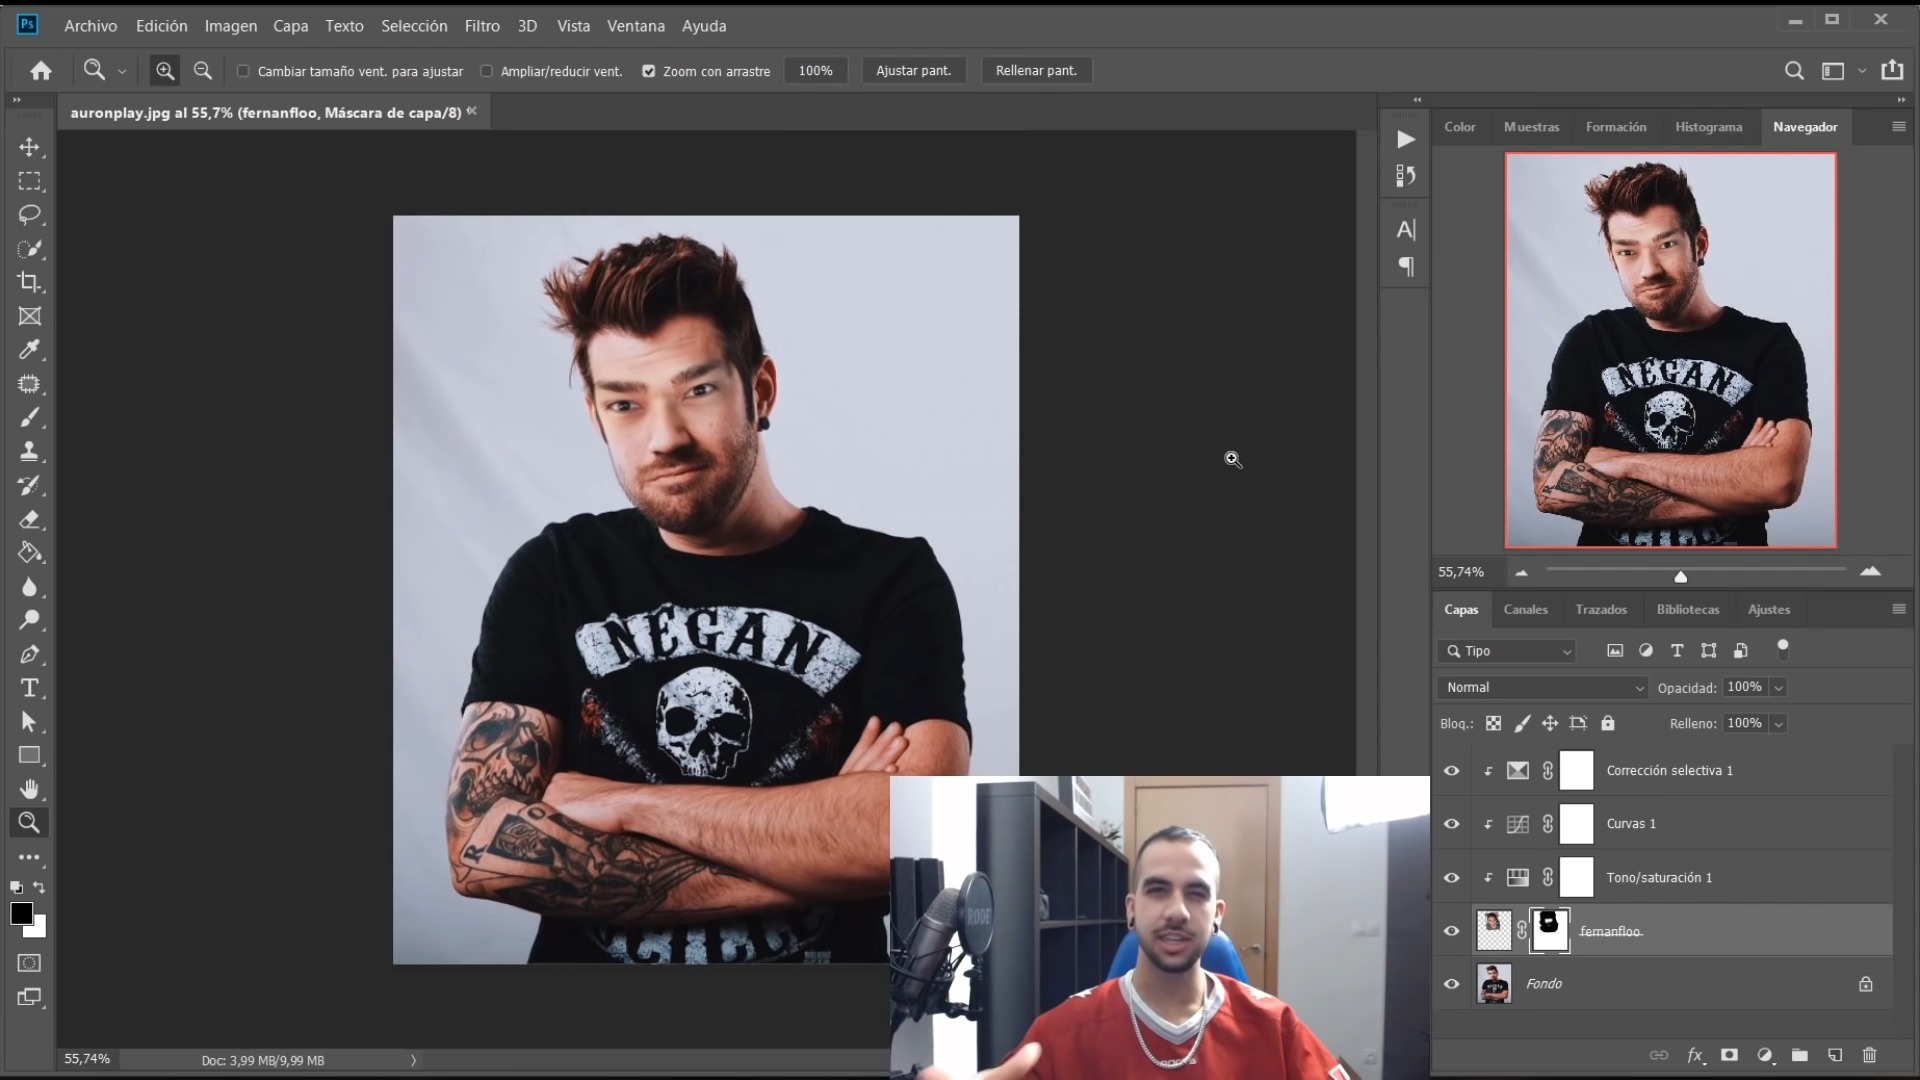 Ps Archivo Edición Imagen Capa Texto Selección Filtro 3D Vista Ventana Ayuda
Cambiar tamaño vent. para ajustar Ampliar/reducir vent. Zoom con arrastre 100% Ajustar pant. Rellenar pant.
auronplay.jpg al 55,7% (fernanfloo, Máscara de capa/8)
Color Muestras Formación Histograma Navegador
NEGAN
NEGAN
55,74%
Capas Canales Trazados Bibliotecas Ajustes
Tipo
Normal Opacidad: 100%
Bloq.: Relleno: 100%
Corrección selectiva 1
Curvas 1
Tono/saturación 1
fernanfloo
Fondo
RØDE
55,74% Doc: 3,99 MB/9,99 MB
fx